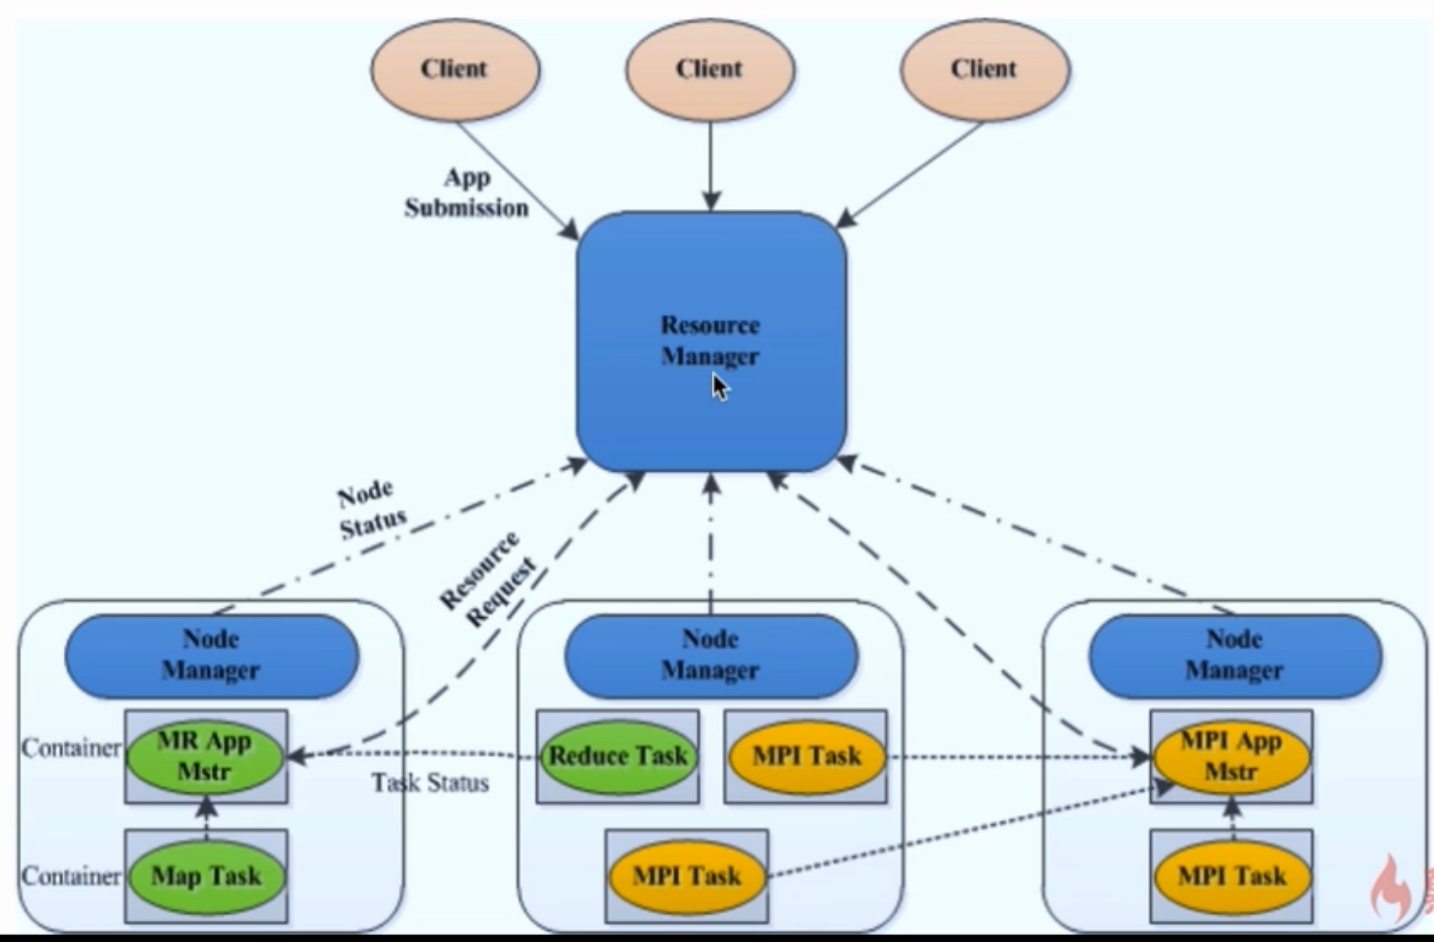 Client
Client
Client
App
Submission
Resource
Manager
Node
Status
Resource
Request
Node
Manager
Node
Manager
Node
Manager
Container
MR App
Mstr
Reduce Task
MPI Task
MPI App
Mstr
Task Status
Container
Map Task
MPI Task
MPI Task